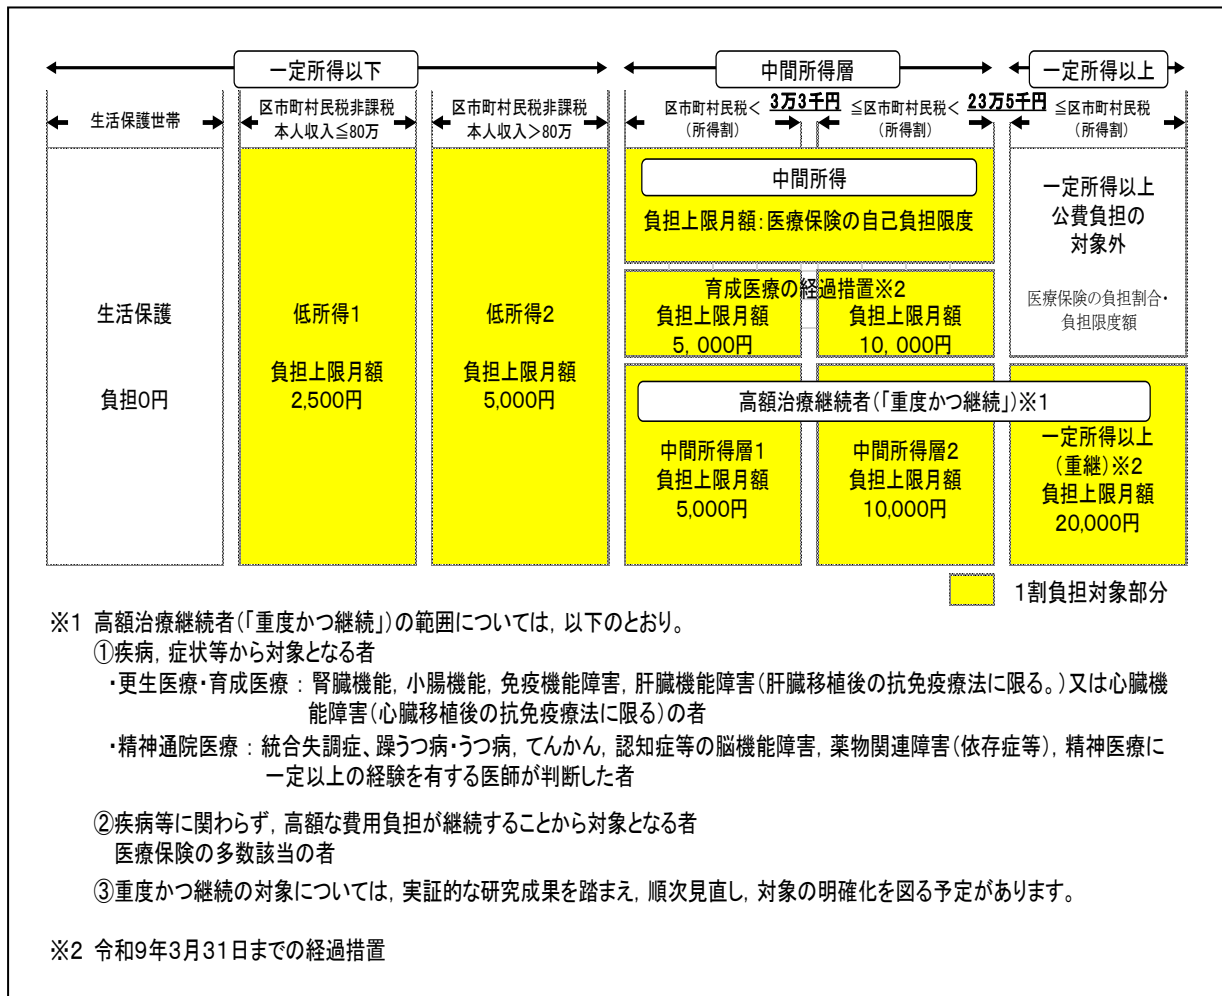 一定所得以下
中間所得層
一定所得以上
生活保護世帯
区市町村民税非課税
本人収入≦80万
区市町村民税非課税
本人収入>80万
区市町村民税<
(所得割)
3万3千円
≦区市町村民税<
(所得割)
23万5千円
≦区市町村民税
(所得割)
生活保護
負担0円
低所得1
負担上限月額
2,500円
低所得2
負担上限月額
5,000円
中間所得
負担上限月額:医療保険の自己負担限度
育成医療の経過措置※2
負担上限月額
5,000円
負担上限月額
10,000円
一定所得以上
公費負担の
対象外
医療保険の負担割合・
負担限度額
高額治療継続者(「重度かつ継続」)※1
中間所得層1
負担上限月額
5,000円
中間所得層2
負担上限月額
10,000円
一定所得以上
(重継)※2
負担上限月額
20,000円
1割負担対象部分
※1 高額治療継続者(「重度かつ継続」)の範囲については,以下のとおり。
①疾病,症状等から対象となる者
・更生医療・育成医療 : 腎臓機能,小腸機能,免疫機能障害,肝臓機能障害(肝臓移植後の抗免疫療法に限る。)又は心臓機
能障害(心臓移植後の抗免疫療法に限る)の者
・精神通院医療 : 統合失調症、躁うつ病・うつ病,てんかん,認知症等の脳機能障害,薬物関連障害(依存症等),精神医療に
一定以上の経験を有する医師が判断した者
②疾病等に関わらず,高額な費用負担が継続することから対象となる者
医療保険の多数該当の者
③重度かつ継続の対象については,実証的な研究成果を踏まえ,順次見直し,対象の明確化を図る予定があります。
※2 令和9年3月31日までの経過措置